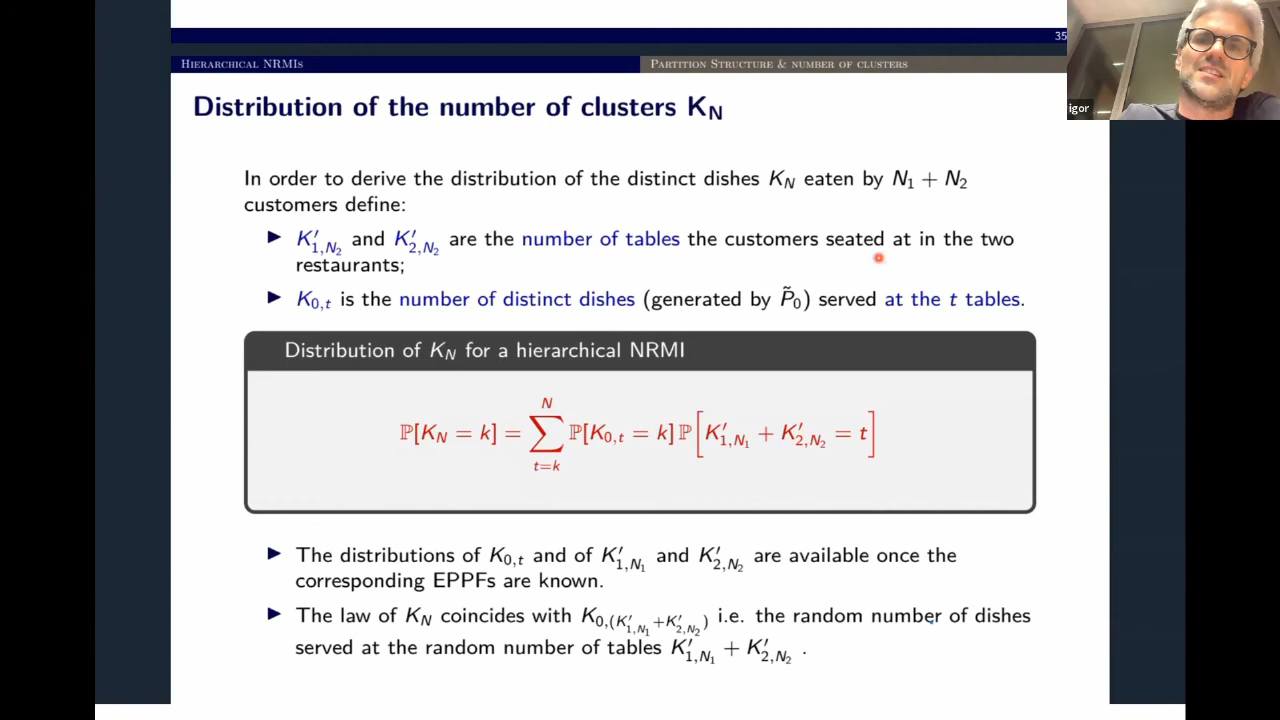 35
HIERARCHICAL NRMIS
PARTITION STRUCTURE & NUMBER OF CLUSTERS
igor
Distribution of the number of clusters K_N
In order to derive the distribution of the distinct dishes K_N eaten by N_1 + N_2
customers define:
▶ K′_{1,N_2} and K′_{2,N_2} are the number of tables the customers seated at in the two
restaurants;
▶ K_{0,t} is the number of distinct dishes (generated by P̃_0) served at the t tables.
Distribution of K_N for a hierarchical NRMI
ℙ[K_N = k] = ∑_{t=k}^{N} ℙ[K_{0,t} = k] ℙ[K′_{1,N_1} + K′_{2,N_2} = t]
▶ The distributions of K_{0,t} and of K′_{1,N_1} and K′_{2,N_2} are available once the
corresponding EPPFs are known.
▶ The law of K_N coincides with K_{0,(K′_{1,N_1}+K′_{2,N_2})} i.e. the random number of dishes
served at the random number of tables K′_{1,N_1} + K′_{2,N_2} .